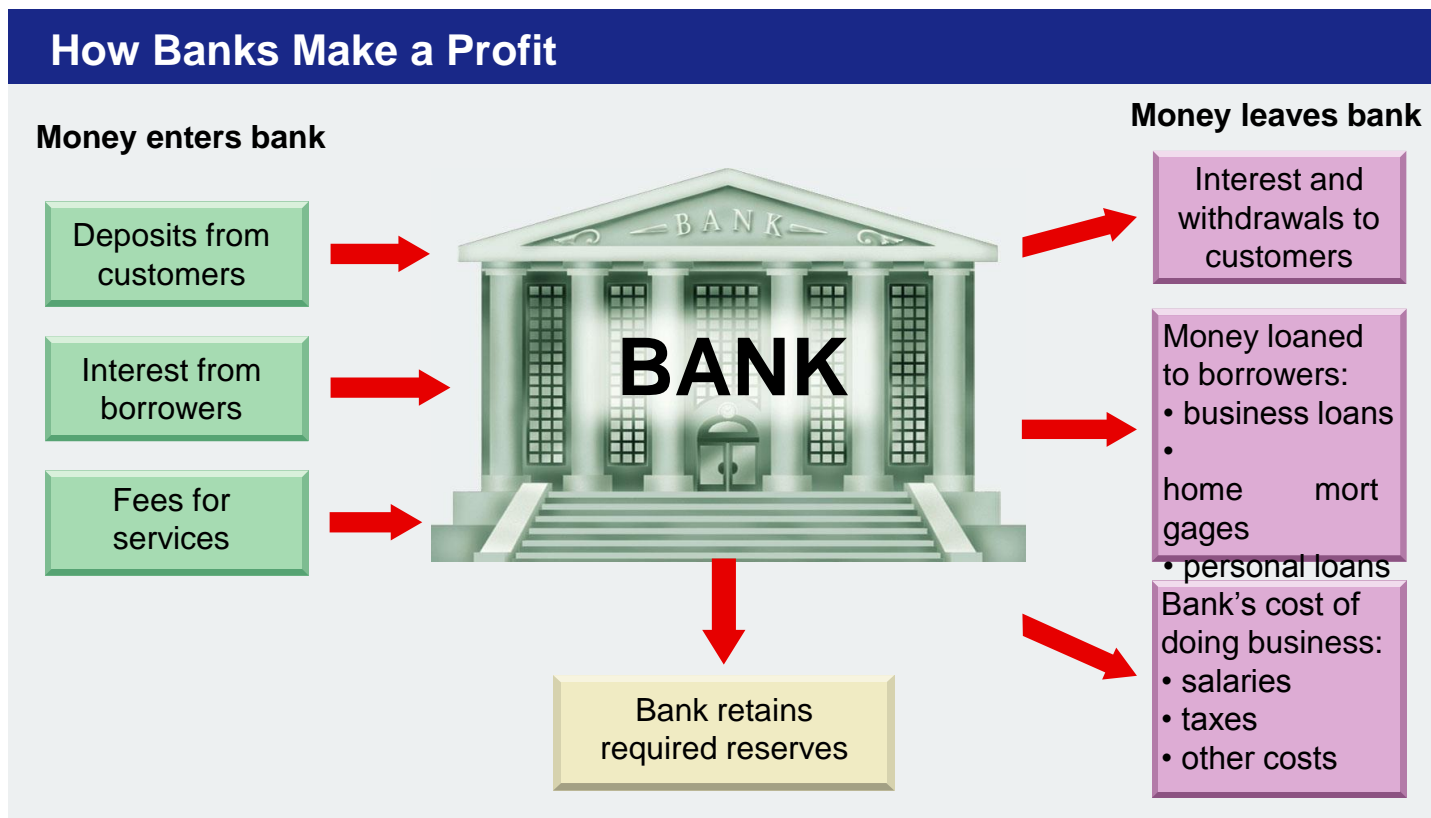 How Banks Make a Profit
Money enters bank
Deposits from
customers
Interest from
borrowers
Fees for
services
BANK
BANK
Bank retains
required reserves
Money leaves bank
Interest and
withdrawals to
customers
Money loaned
to borrowers:
• business loans
•
home mort
gages
• personal loans
Bank’s cost of
doing business:
• salaries
• taxes
• other costs